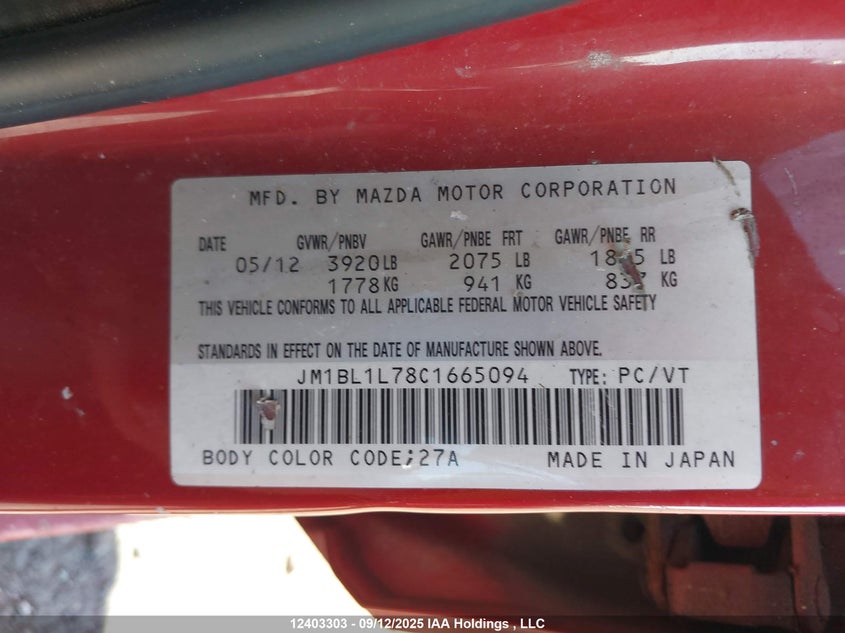 MFD. BY MAZDA MOTOR CORPORATION
DATE GVWR/PNBV GAWR/PNBE FRT GAWR/PNBE RR
05/12 3920LB 2075 LB LB
1778KG 941 KG KG
THIS VEHICLE CONFORMS TO ALL APPLICABLE FEDERAL MOTOR VEHICLE SAFETY
STANDARDS IN EFFECT ON THE DATE OF MANUFACTURE SHOWN ABOVE.
JM1BL1L78C1665094 TYPE: PC/VT
BODY COLOR CODE:27A MADE IN JAPAN
12403303 - 09/12/2025 IAA Holdings , LLC